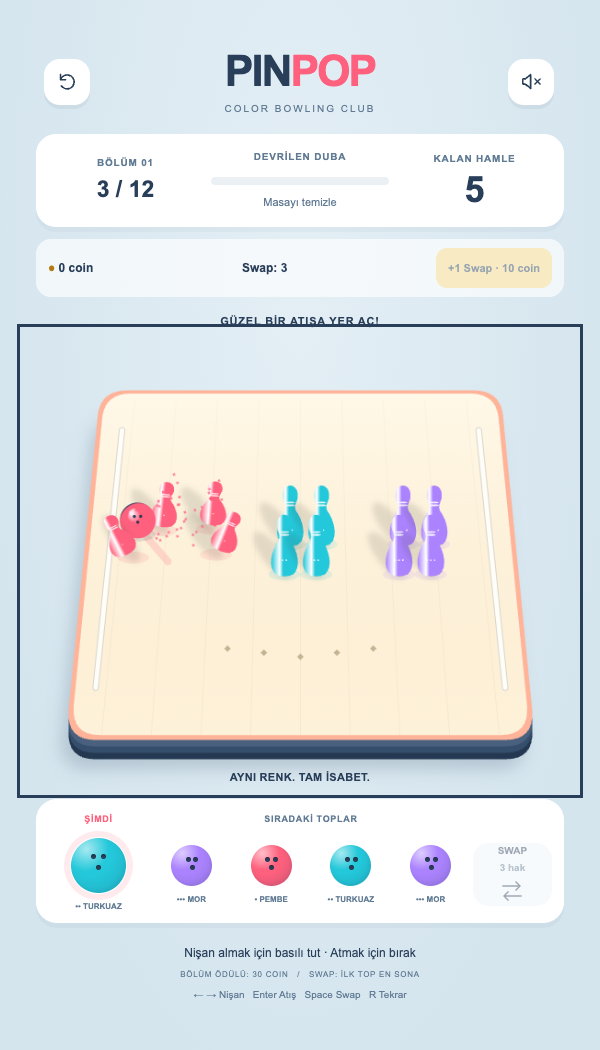 PINPOP
COLOR BOWLING CLUB
BÖLÜM 01
3 / 12
DEVRİLEN DUBA
Masayı temizle
KALAN HAMLE
5
0 coin
Swap: 3
+1 Swap · 10 coin
GÜZEL BİR ATIŞA YER AÇ!
AYNI RENK. TAM İSABET.
ŞİMDİ
SIRADAKİ TOPLAR
•• TURKUAZ
••• MOR
• PEMBE
•• TURKUAZ
••• MOR
SWAP
3 hak
Nişan almak için basılı tut · Atmak için bırak
BÖLÜM ÖDÜLÜ: 30 COIN / SWAP: İLK TOP EN SONA
←→ Nişan Enter Atış Space Swap R Tekrar